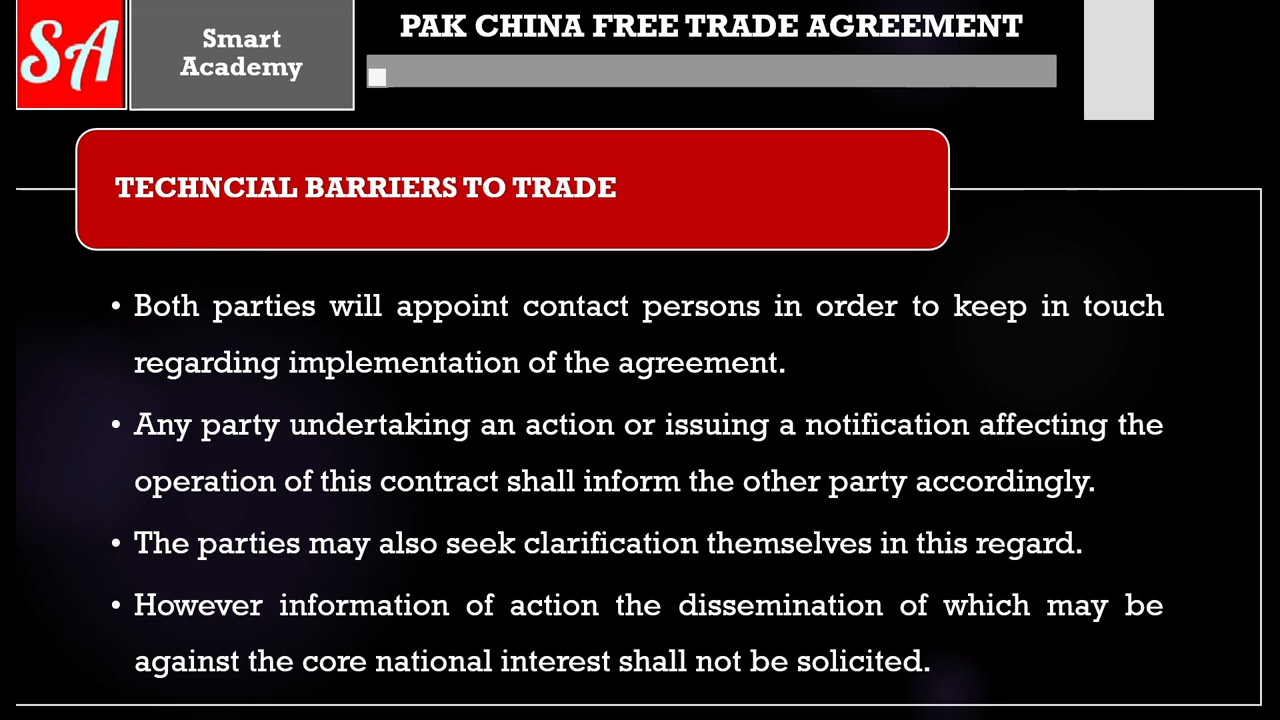 SA
Smart
Academy
PAK CHINA FREE TRADE AGREEMENT
TECHNCIAL BARRIERS TO TRADE
• Both parties will appoint contact persons in order to keep in touch
regarding implementation of the agreement.
• Any party undertaking an action or issuing a notification affecting the
operation of this contract shall inform the other party accordingly.
• The parties may also seek clarification themselves in this regard.
• However information of action the dissemination of which may be
against the core national interest shall not be solicited.